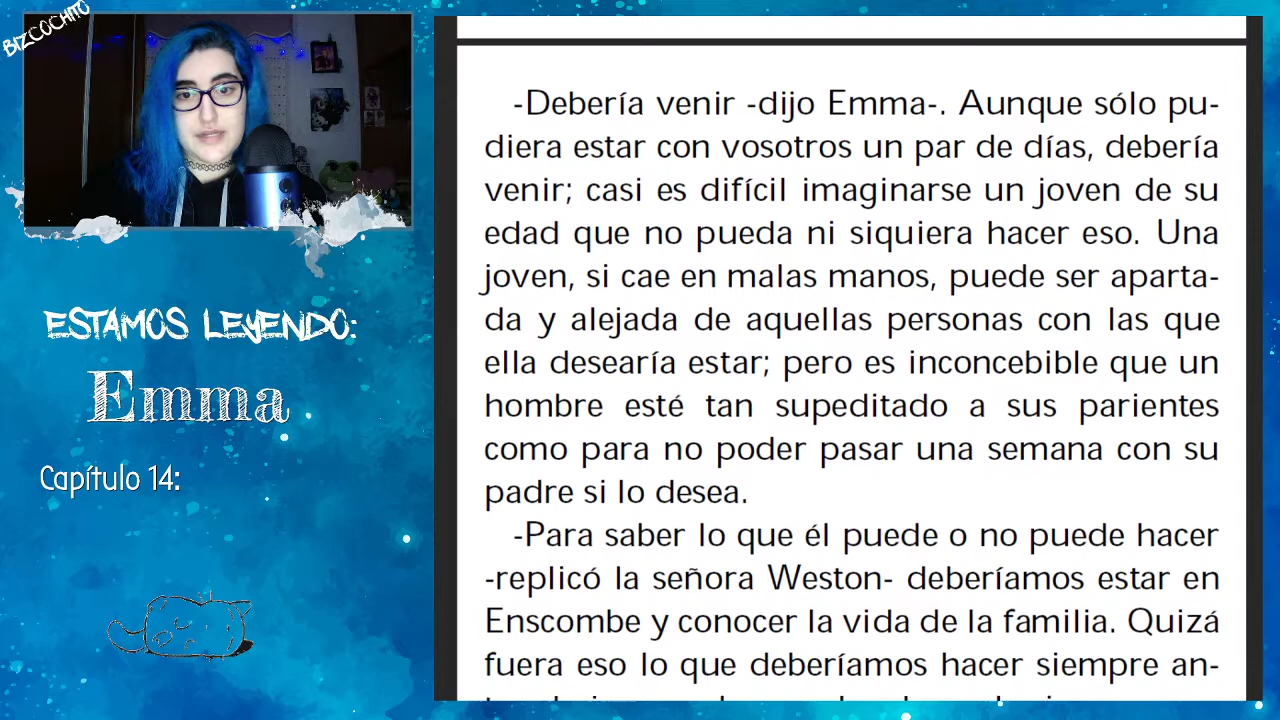 BIZCOCHITO
ESTAMOS LEYENDO:
Emma
Capítulo 14:
-Debería venir -dijo Emma-. Aunque sólo pu-
diera estar con vosotros un par de días, debería
venir; casi es difícil imaginarse un joven de su
edad que no pueda ni siquiera hacer eso. Una
joven, si cae en malas manos, puede ser aparta-
da y alejada de aquellas personas con las que
ella desearía estar; pero es inconcebible que un
hombre esté tan supeditado a sus parientes
como para no poder pasar una semana con su
padre si lo desea.
-Para saber lo que él puede o no puede hacer
-replicó la señora Weston- deberíamos estar en
Enscombe y conocer la vida de la familia. Quizá
fuera eso lo que deberíamos hacer siempre an-